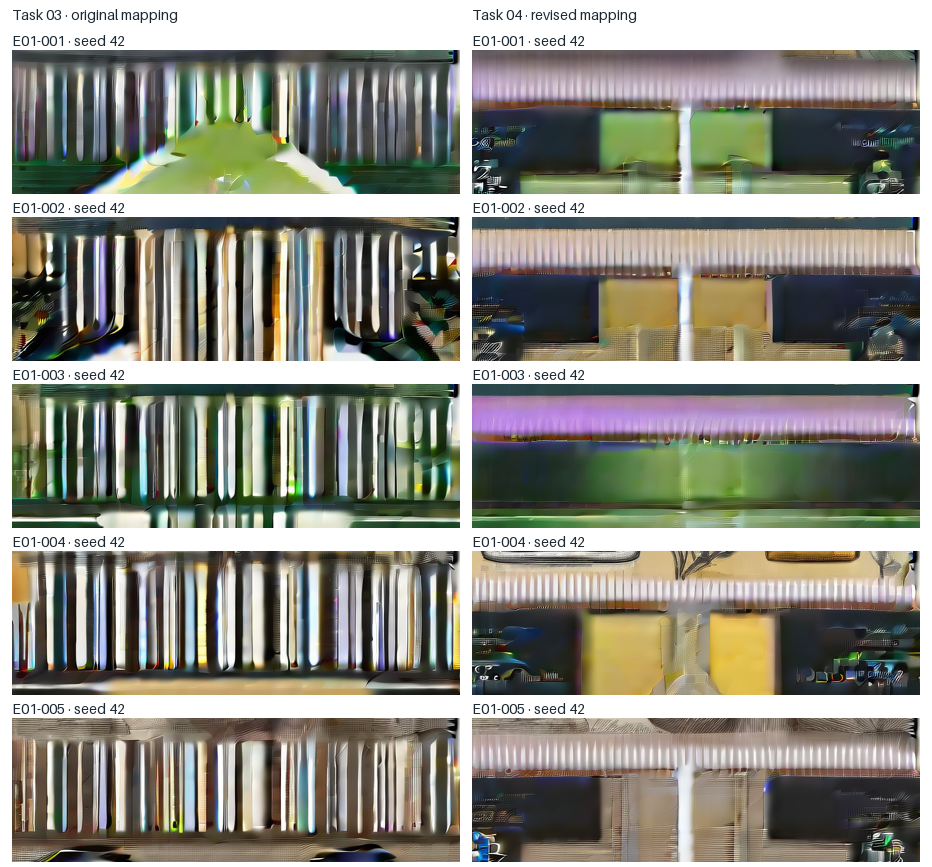 Task 03 · original mapping
Task 04 · revised mapping
E01-001 · seed 42
E01-001 · seed 42
E01-002 · seed 42
E01-002 · seed 42
E01-003 · seed 42
E01-003 · seed 42
E01-004 · seed 42
E01-004 · seed 42
E01-005 · seed 42
E01-005 · seed 42